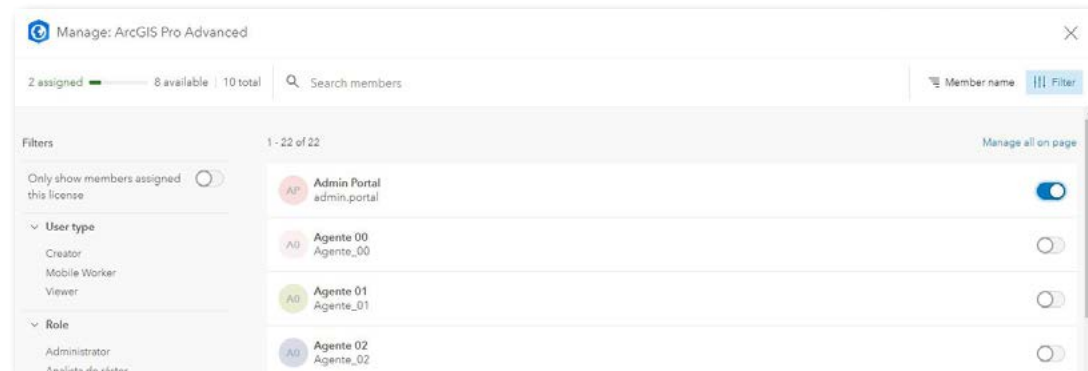 Manage: ArcGIS Pro Advanced
2 assigned 8 available 10 total Search members Member name Filter
Filters 1 - 22 of 22 Manage all on page
Only show members assigned
this license
AP Admin Portal
admin.portal
User type
Creator
Mobile Worker
Viewer
A0 Agente 00
Agente_00
A0 Agente 01
Agente_01
Role
Administrator
A0 Agente 02
Agente_02